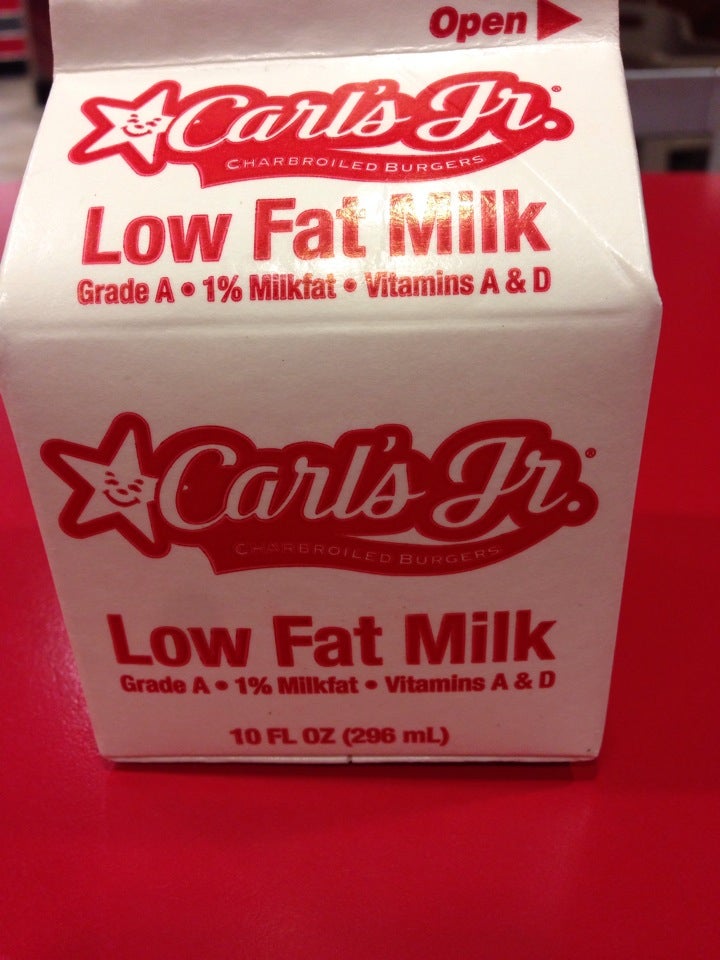 Open
Carl's Jr.®
CHARBROILED BURGERS
Low Fat Milk
Grade A • 1% Milkfat • Vitamins A & D
Carl's Jr.®
CHARBROILED BURGERS
Low Fat Milk
Grade A • 1% Milkfat • Vitamins A & D
10 FL OZ (296 mL)